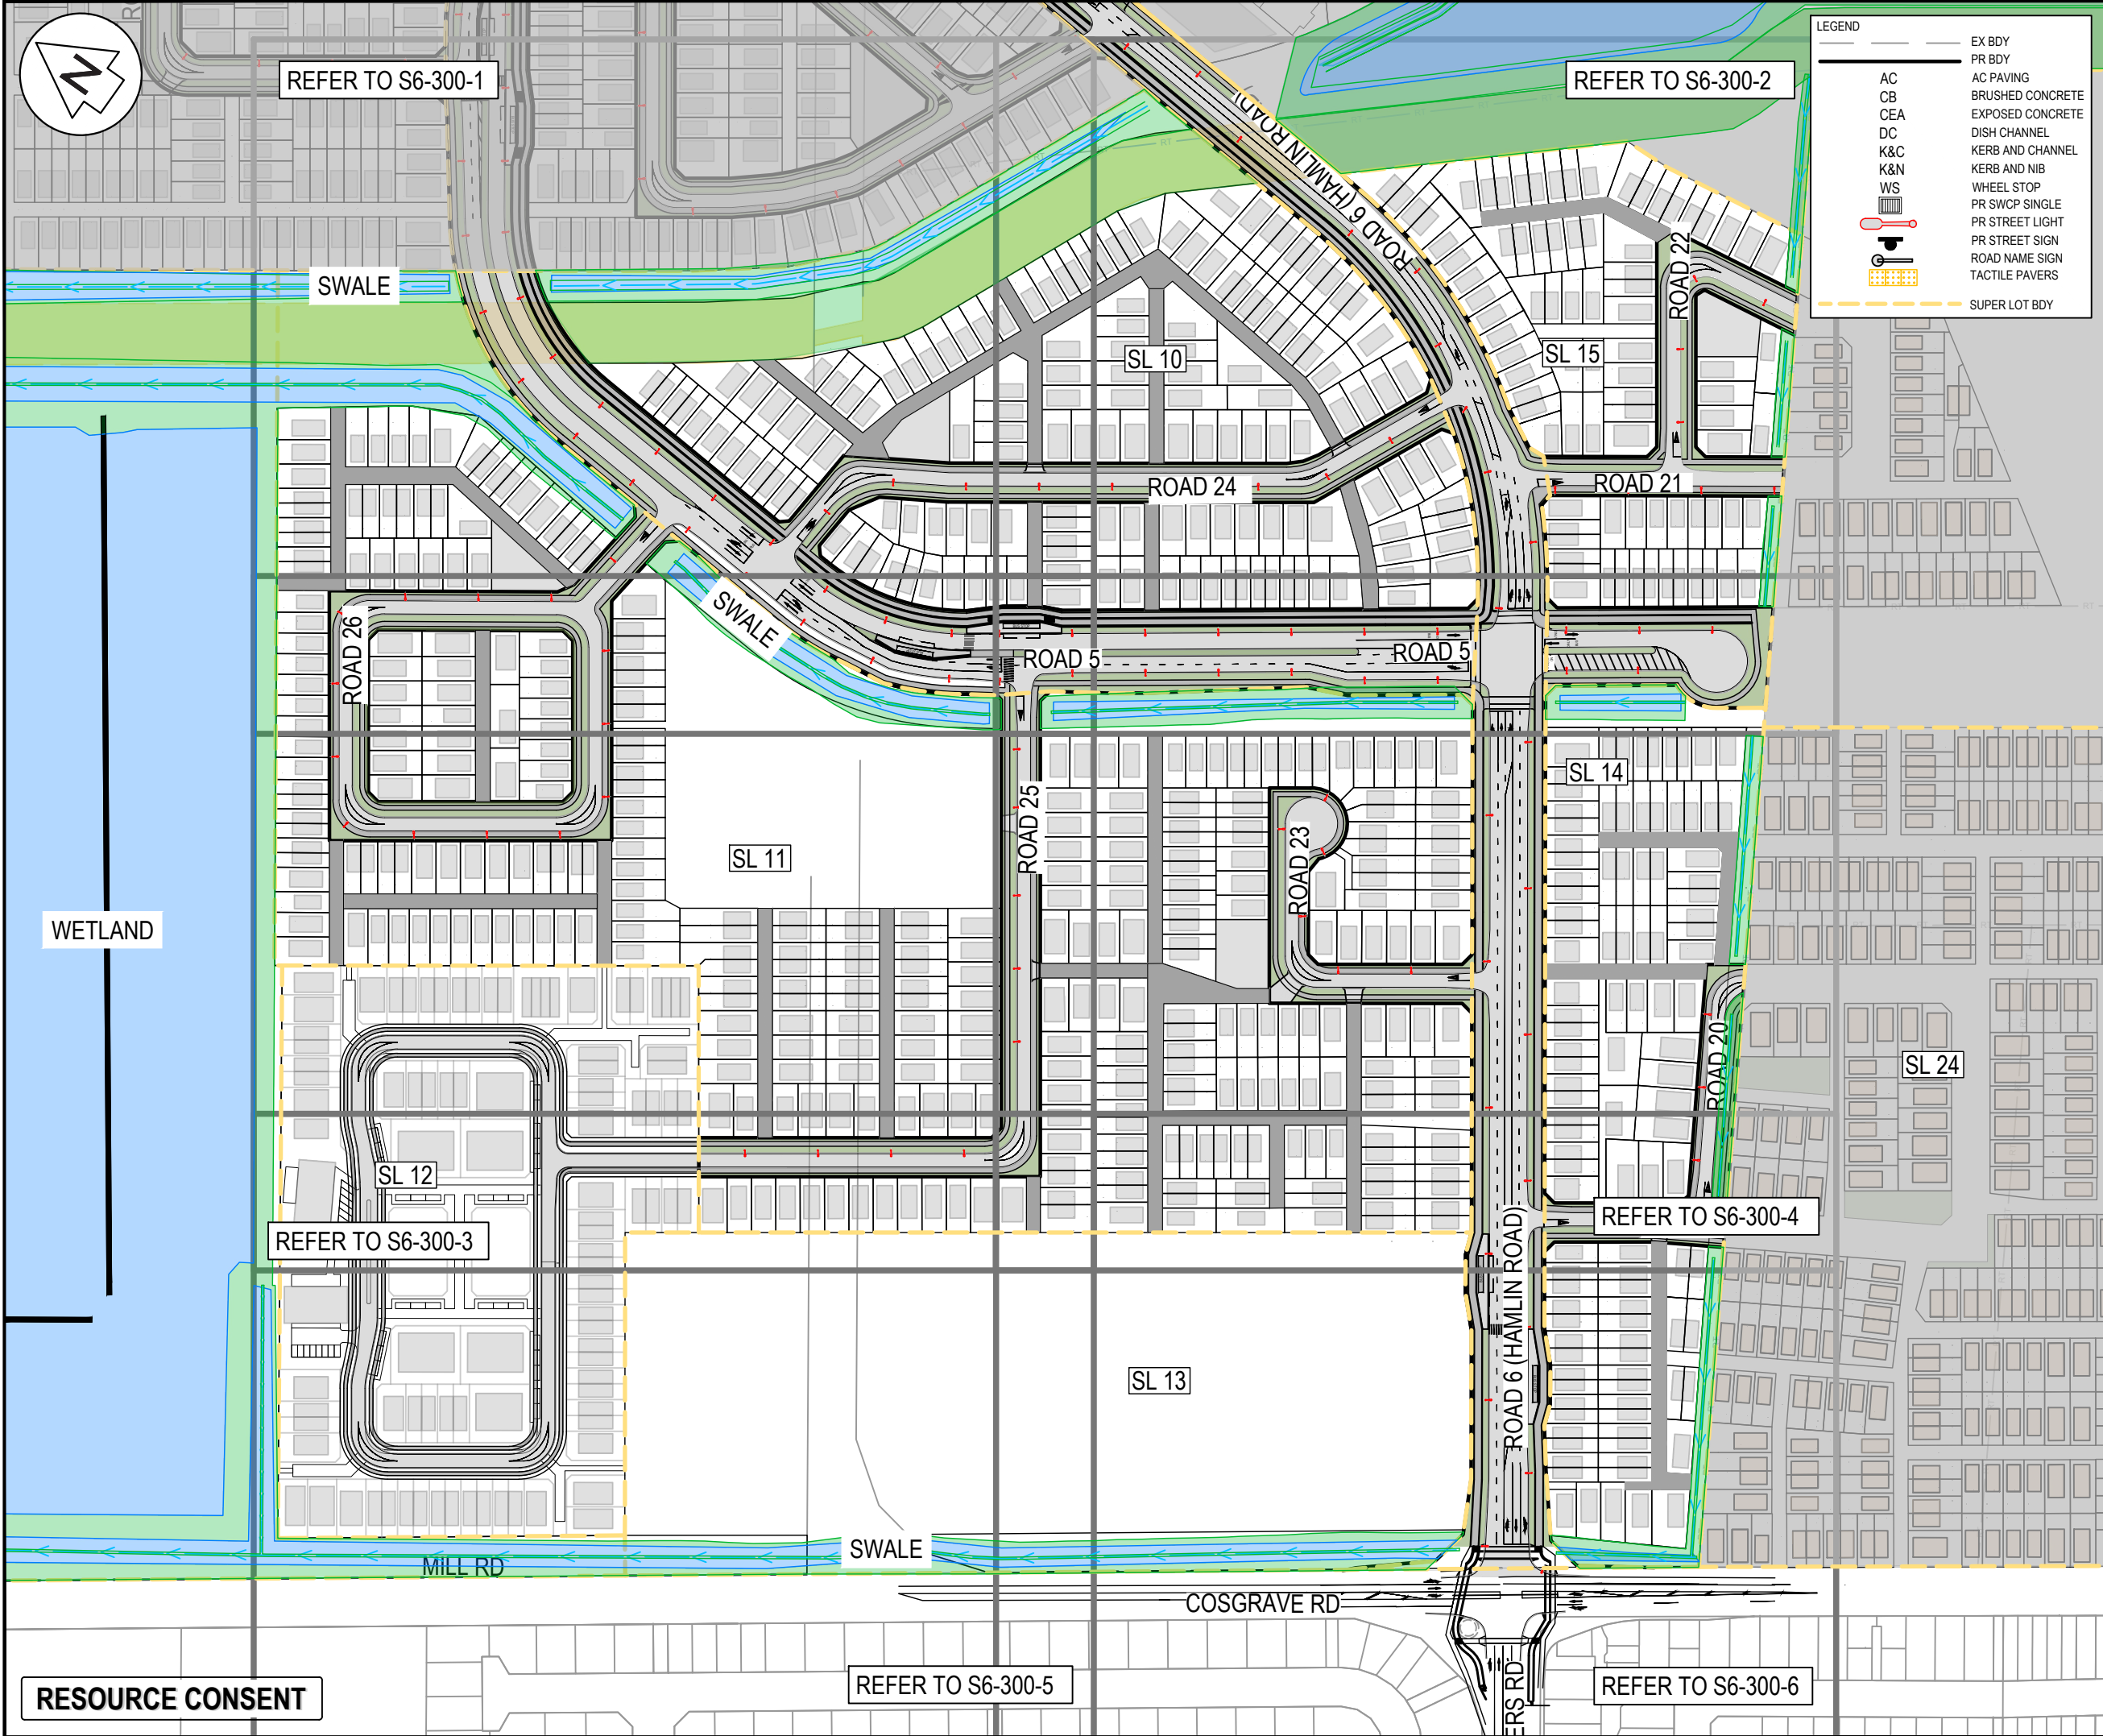 N
REFER TO S6-300-1
REFER TO S6-300-2
LEGEND
EX BDY
PR BDY
AC AC PAVING
CB BRUSHED CONCRETE
CEA EXPOSED CONCRETE
DC DISH CHANNEL
K&C KERB AND CHANNEL
K&N KERB AND NIB
WS WHEEL STOP
PR SWCP SINGLE
PR STREET LIGHT
PR STREET SIGN
ROAD NAME SIGN
TACTILE PAVERS
SUPER LOT BDY
ROAD 6 (HAMLIN ROAD)
SWALE
ROAD 22
SL 10
SL 15
ROAD 24
ROAD 21
SWALE
ROAD 26
ROAD 5
ROAD 5
SL 14
ROAD 25
SL 11
ROAD 23
WETLAND
ROAD 20
SL 24
SL 12
REFER TO S6-300-3
REFER TO S6-300-4
ROAD 6 (HAMLIN ROAD)
SL 13
SWALE
MILL RD
COSGRAVE RD
ERS RD
REFER TO S6-300-5
REFER TO S6-300-6
RESOURCE CONSENT